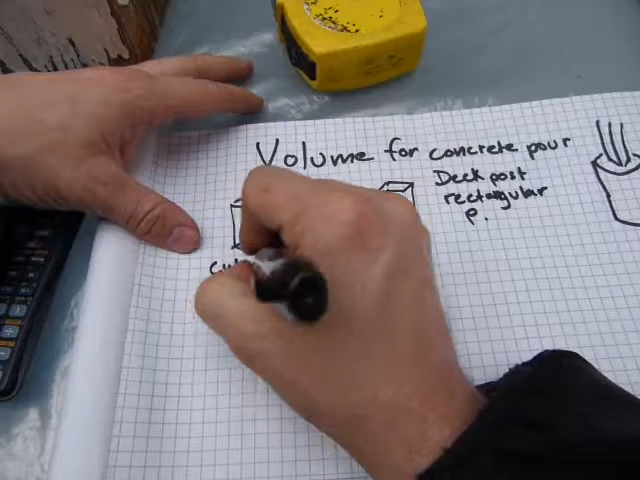 Volume for concrete pour
Deck post
rectangular
p.